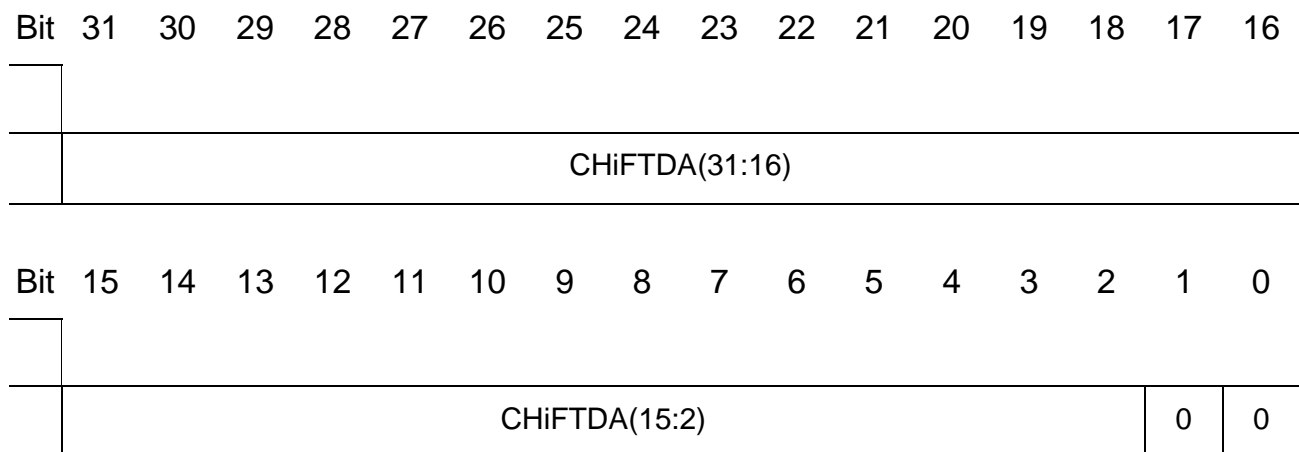 Bit 31 30 29 28 27 26 25 24 23 22 21 20 19 18 17 16
CHiFTDA(31:16)
Bit 15 14 13 12 11 10 9 8 7 6 5 4 3 2 1 0
CHiFTDA(15:2) 0 0